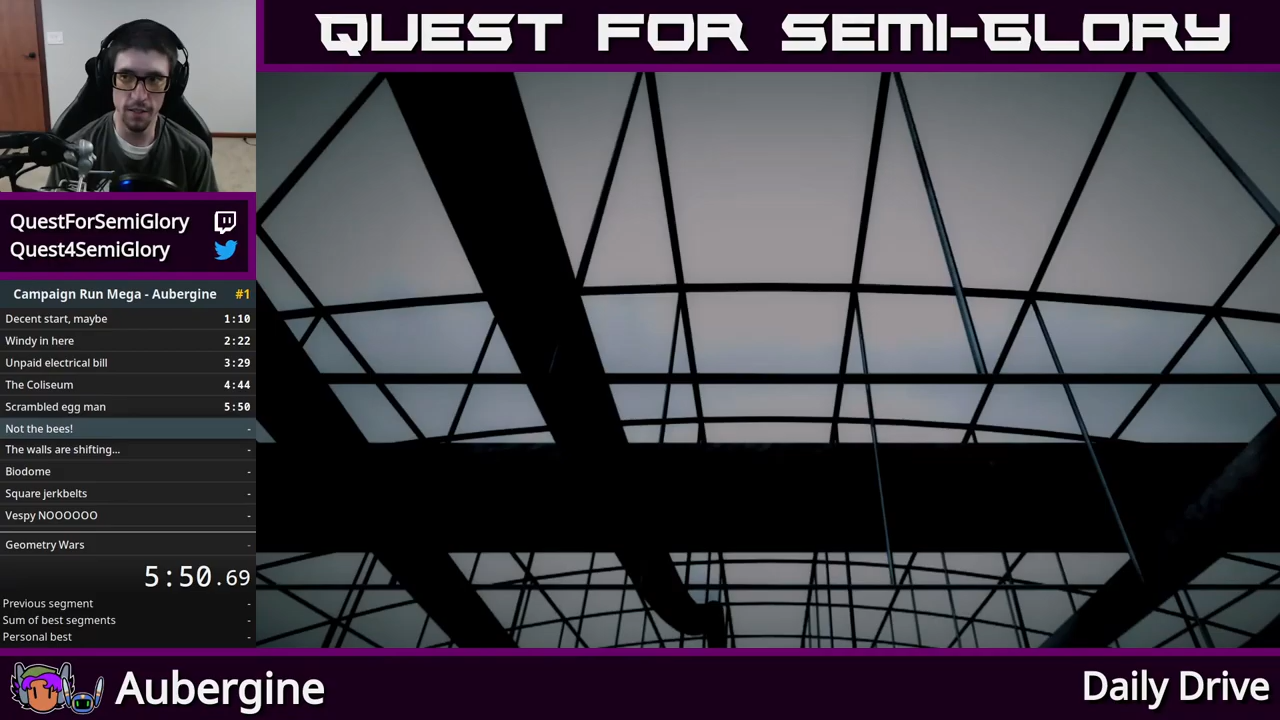 QUEST FOR SEMI-GLORY
QuestForSemiGlory
Quest4SemiGlory
Campaign Run Mega - Aubergine #1
Decent start, maybe 1:10
Windy in here 2:22
Unpaid electrical bill 3:29
The Coliseum 4:44
Scrambled egg man 5:50
Not the bees! -
The walls are shifting... -
Biodome -
Square jerkbelts -
Vespy NOOOOOO -
Geometry Wars -
5:50.69
Previous segment -
Sum of best segments -
Personal best -
Aubergine
Daily Drive